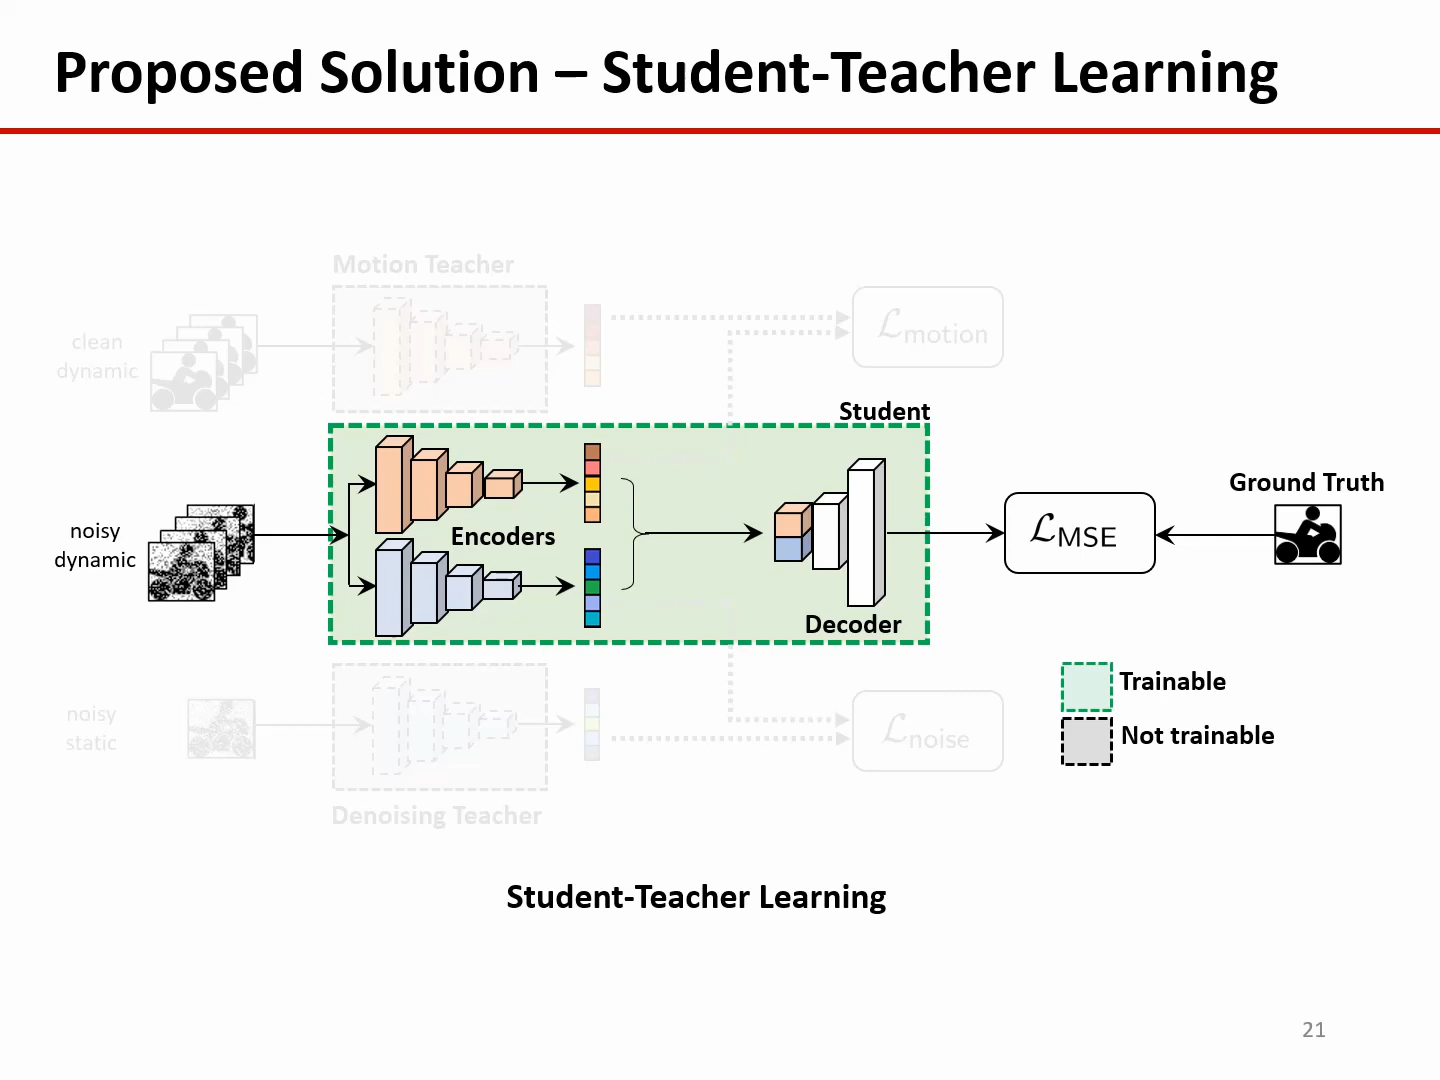 Proposed Solution – Student-Teacher Learning
Motion Teacher
clean
dynamic
ℒmotion
Student
Ground Truth
noisy
dynamic
Encoders
ℒMSE
Decoder
Trainable
Not trainable
noisy
static
ℒnoise
Denoising Teacher
Student-Teacher Learning
21